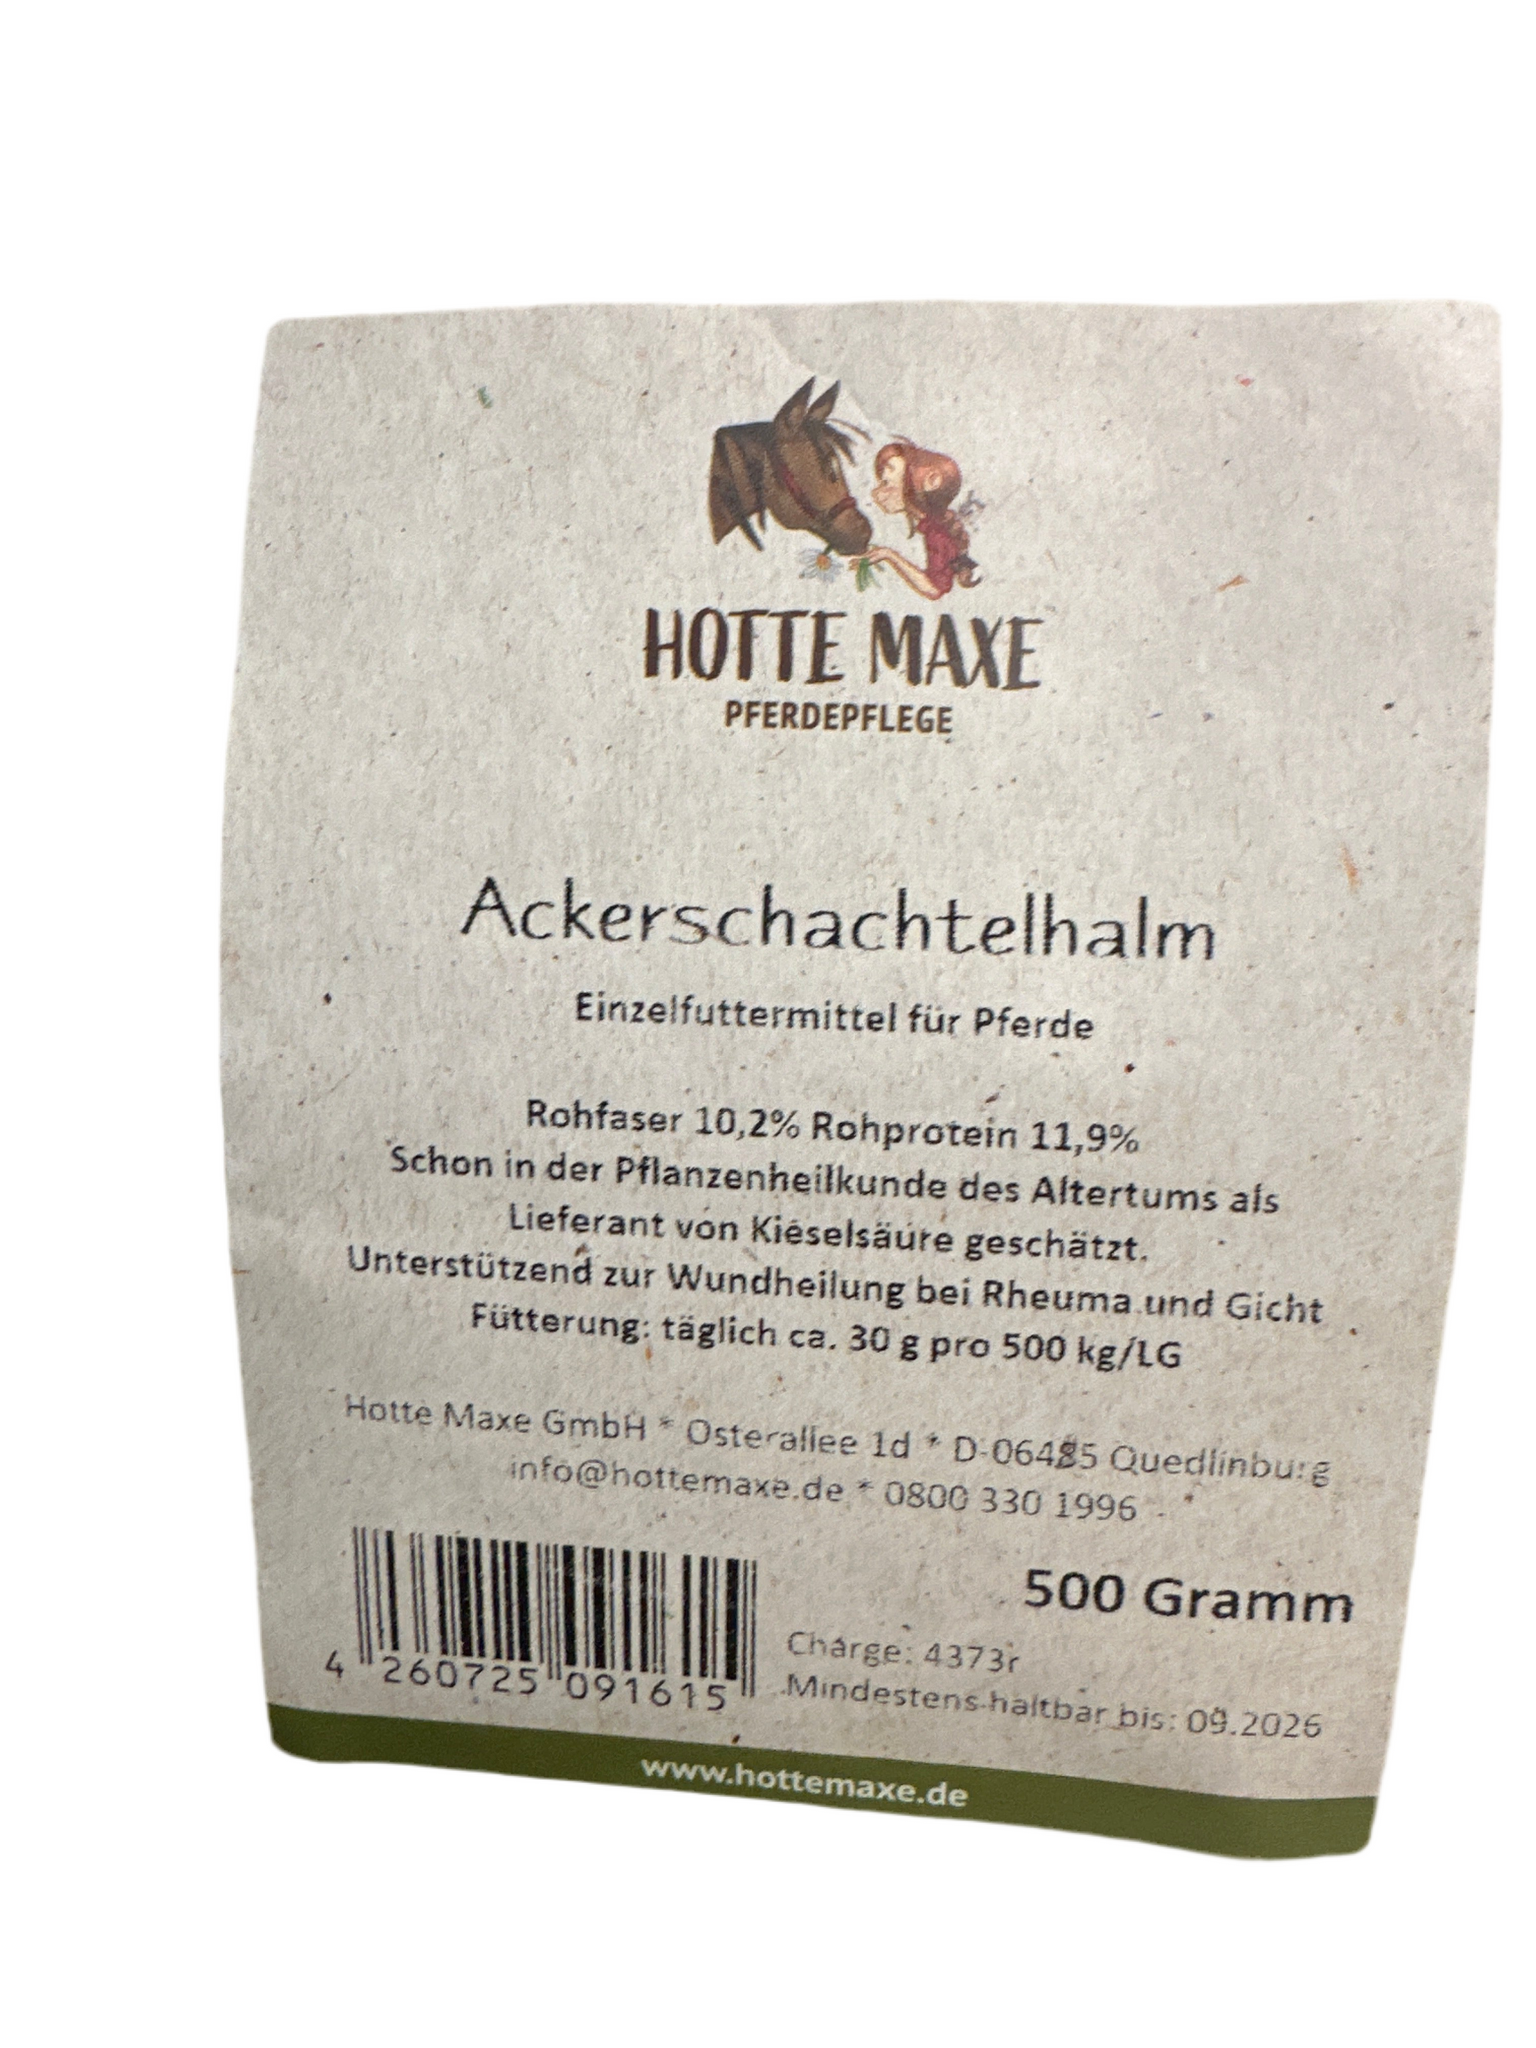 HOTTE MAXE
PFERDEPFLEGE
Ackerschachtelhalm
Einzelfuttermittel für Pferde
Rohfaser 10,2% Rohprotein 11,9%
Schon in der Pflanzenheilkunde des Altertums als
Lieferant von Kieselsäure geschätzt.
Unterstützend zur Wundheilung bei Rheuma und Gicht
Fütterung: täglich ca. 30 g pro 500 kg/LG
Hotte Maxe GmbH * Osterallee 1d * D-06485 Quedlinburg
info@hottemaxe.de * 0800 330 1996
500 Gramm
Charge: 4373r
Mindestens haltbar bis: 09.2026
4 260725 091615
www.hottemaxe.de